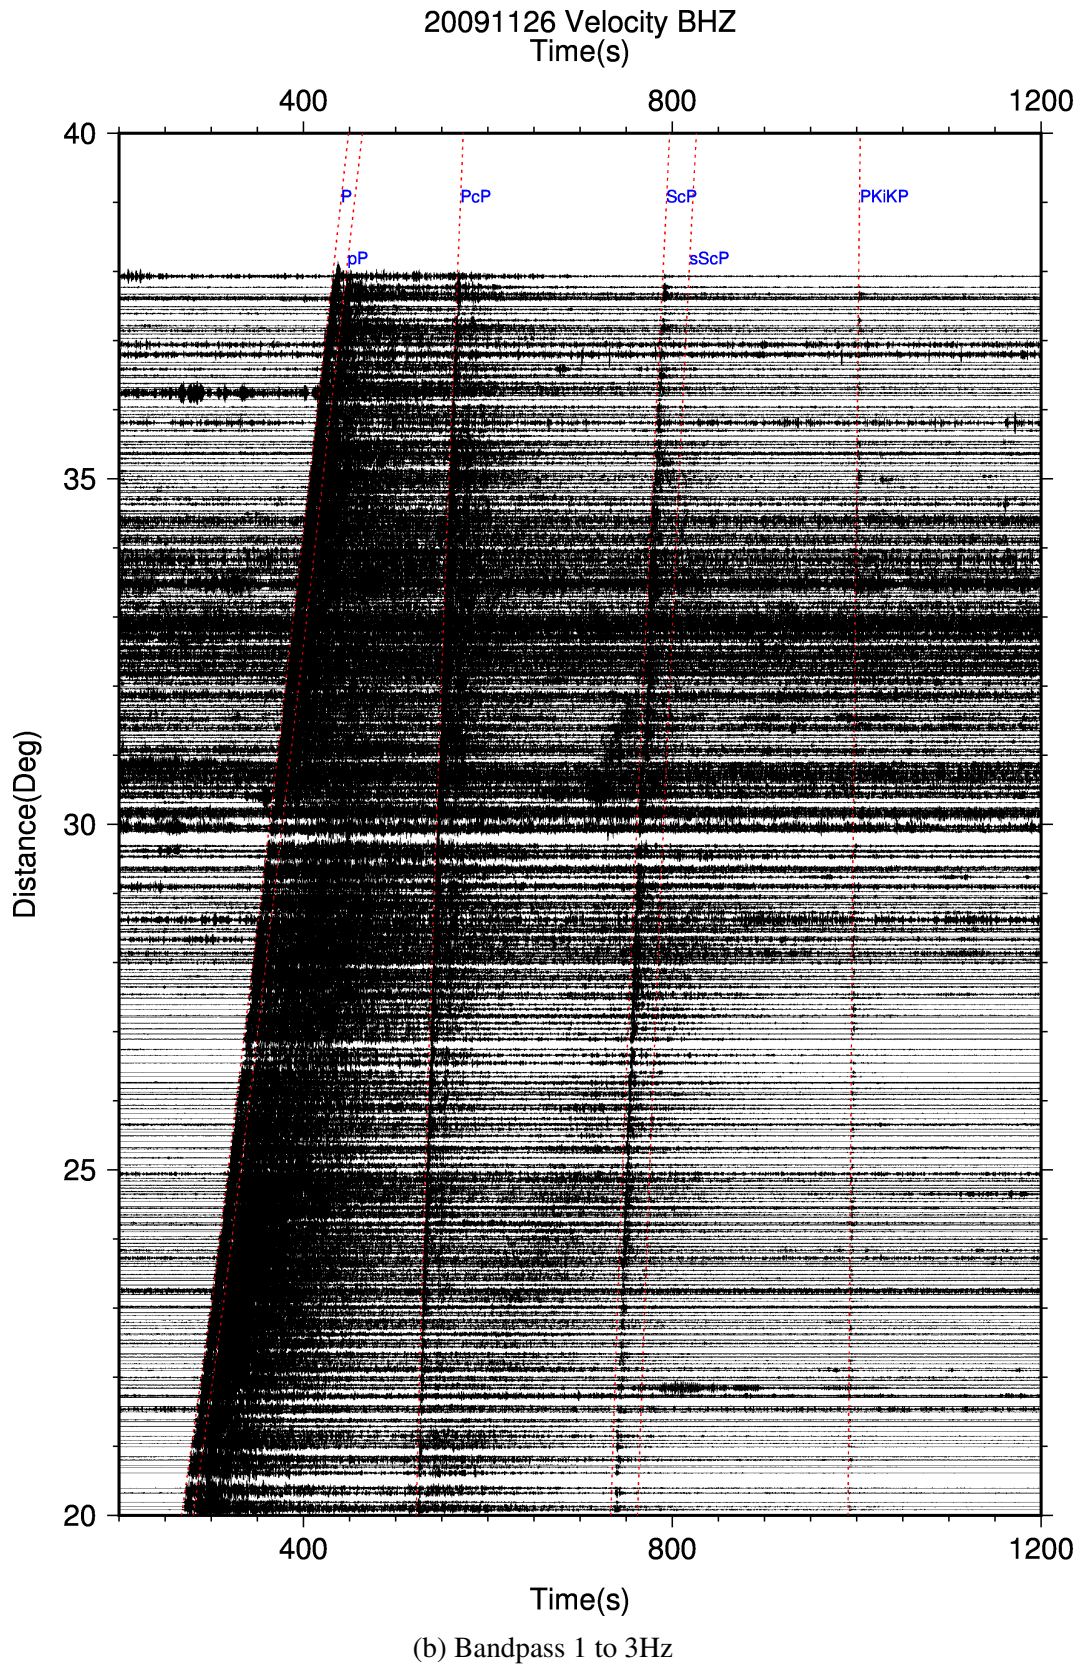 20091126 Velocity BHZ
Time(s)
400 800 1200
40
P PcP ScP PKiKP
pP sScP
35
Distance(Deg)
30
25
20
400 800 1200
Time(s)
(b) Bandpass 1 to 3Hz